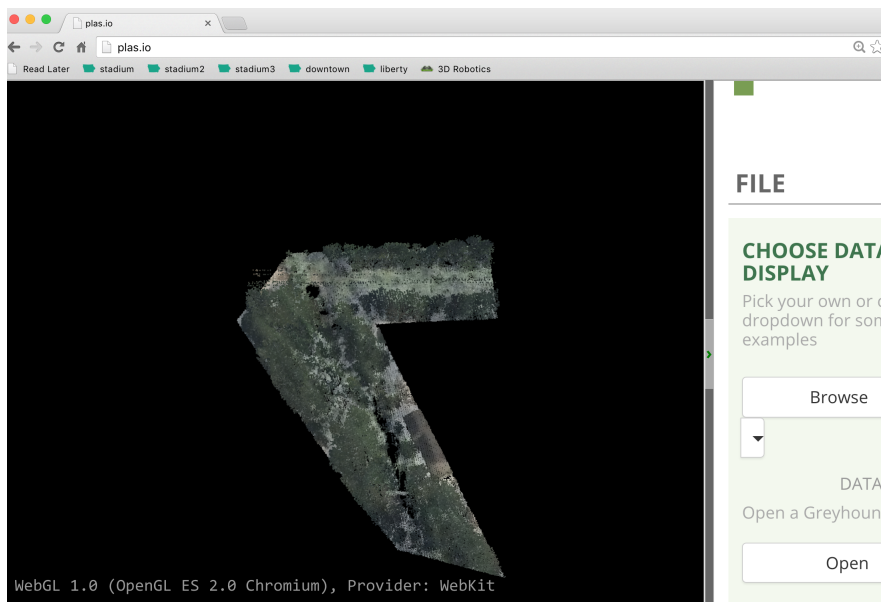 plas.io
plas.io
Read Later stadium stadium2 stadium3 downtown liberty 3D Robotics
FILE
CHOOSE DATA
DISPLAY
Pick your own or
dropdown for som
examples
Browse
DATA
Open a Greyhoun
Open
WebGL 1.0 (OpenGL ES 2.0 Chromium), Provider: WebKit